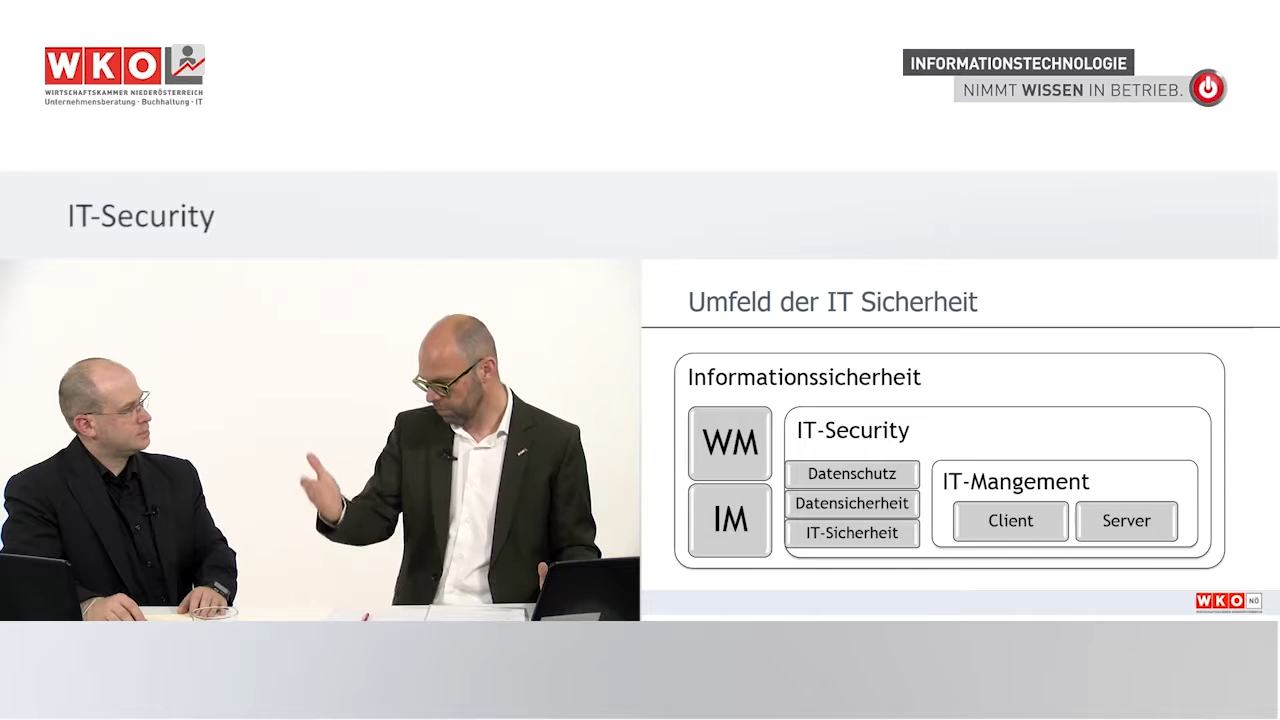 WKO
WIRTSCHAFTSKAMMER NIEDERÖSTERREICH
Unternehmensberatung · Buchhaltung · IT
INFORMATIONSTECHNOLOGIE
NIMMT WISSEN IN BETRIEB.
IT-Security
Umfeld der IT Sicherheit
Informationssicherheit
WM
IM
IT-Security
Datenschutz
Datensicherheit
IT-Sicherheit
IT-Mangement
Client
Server
WKO NÖ